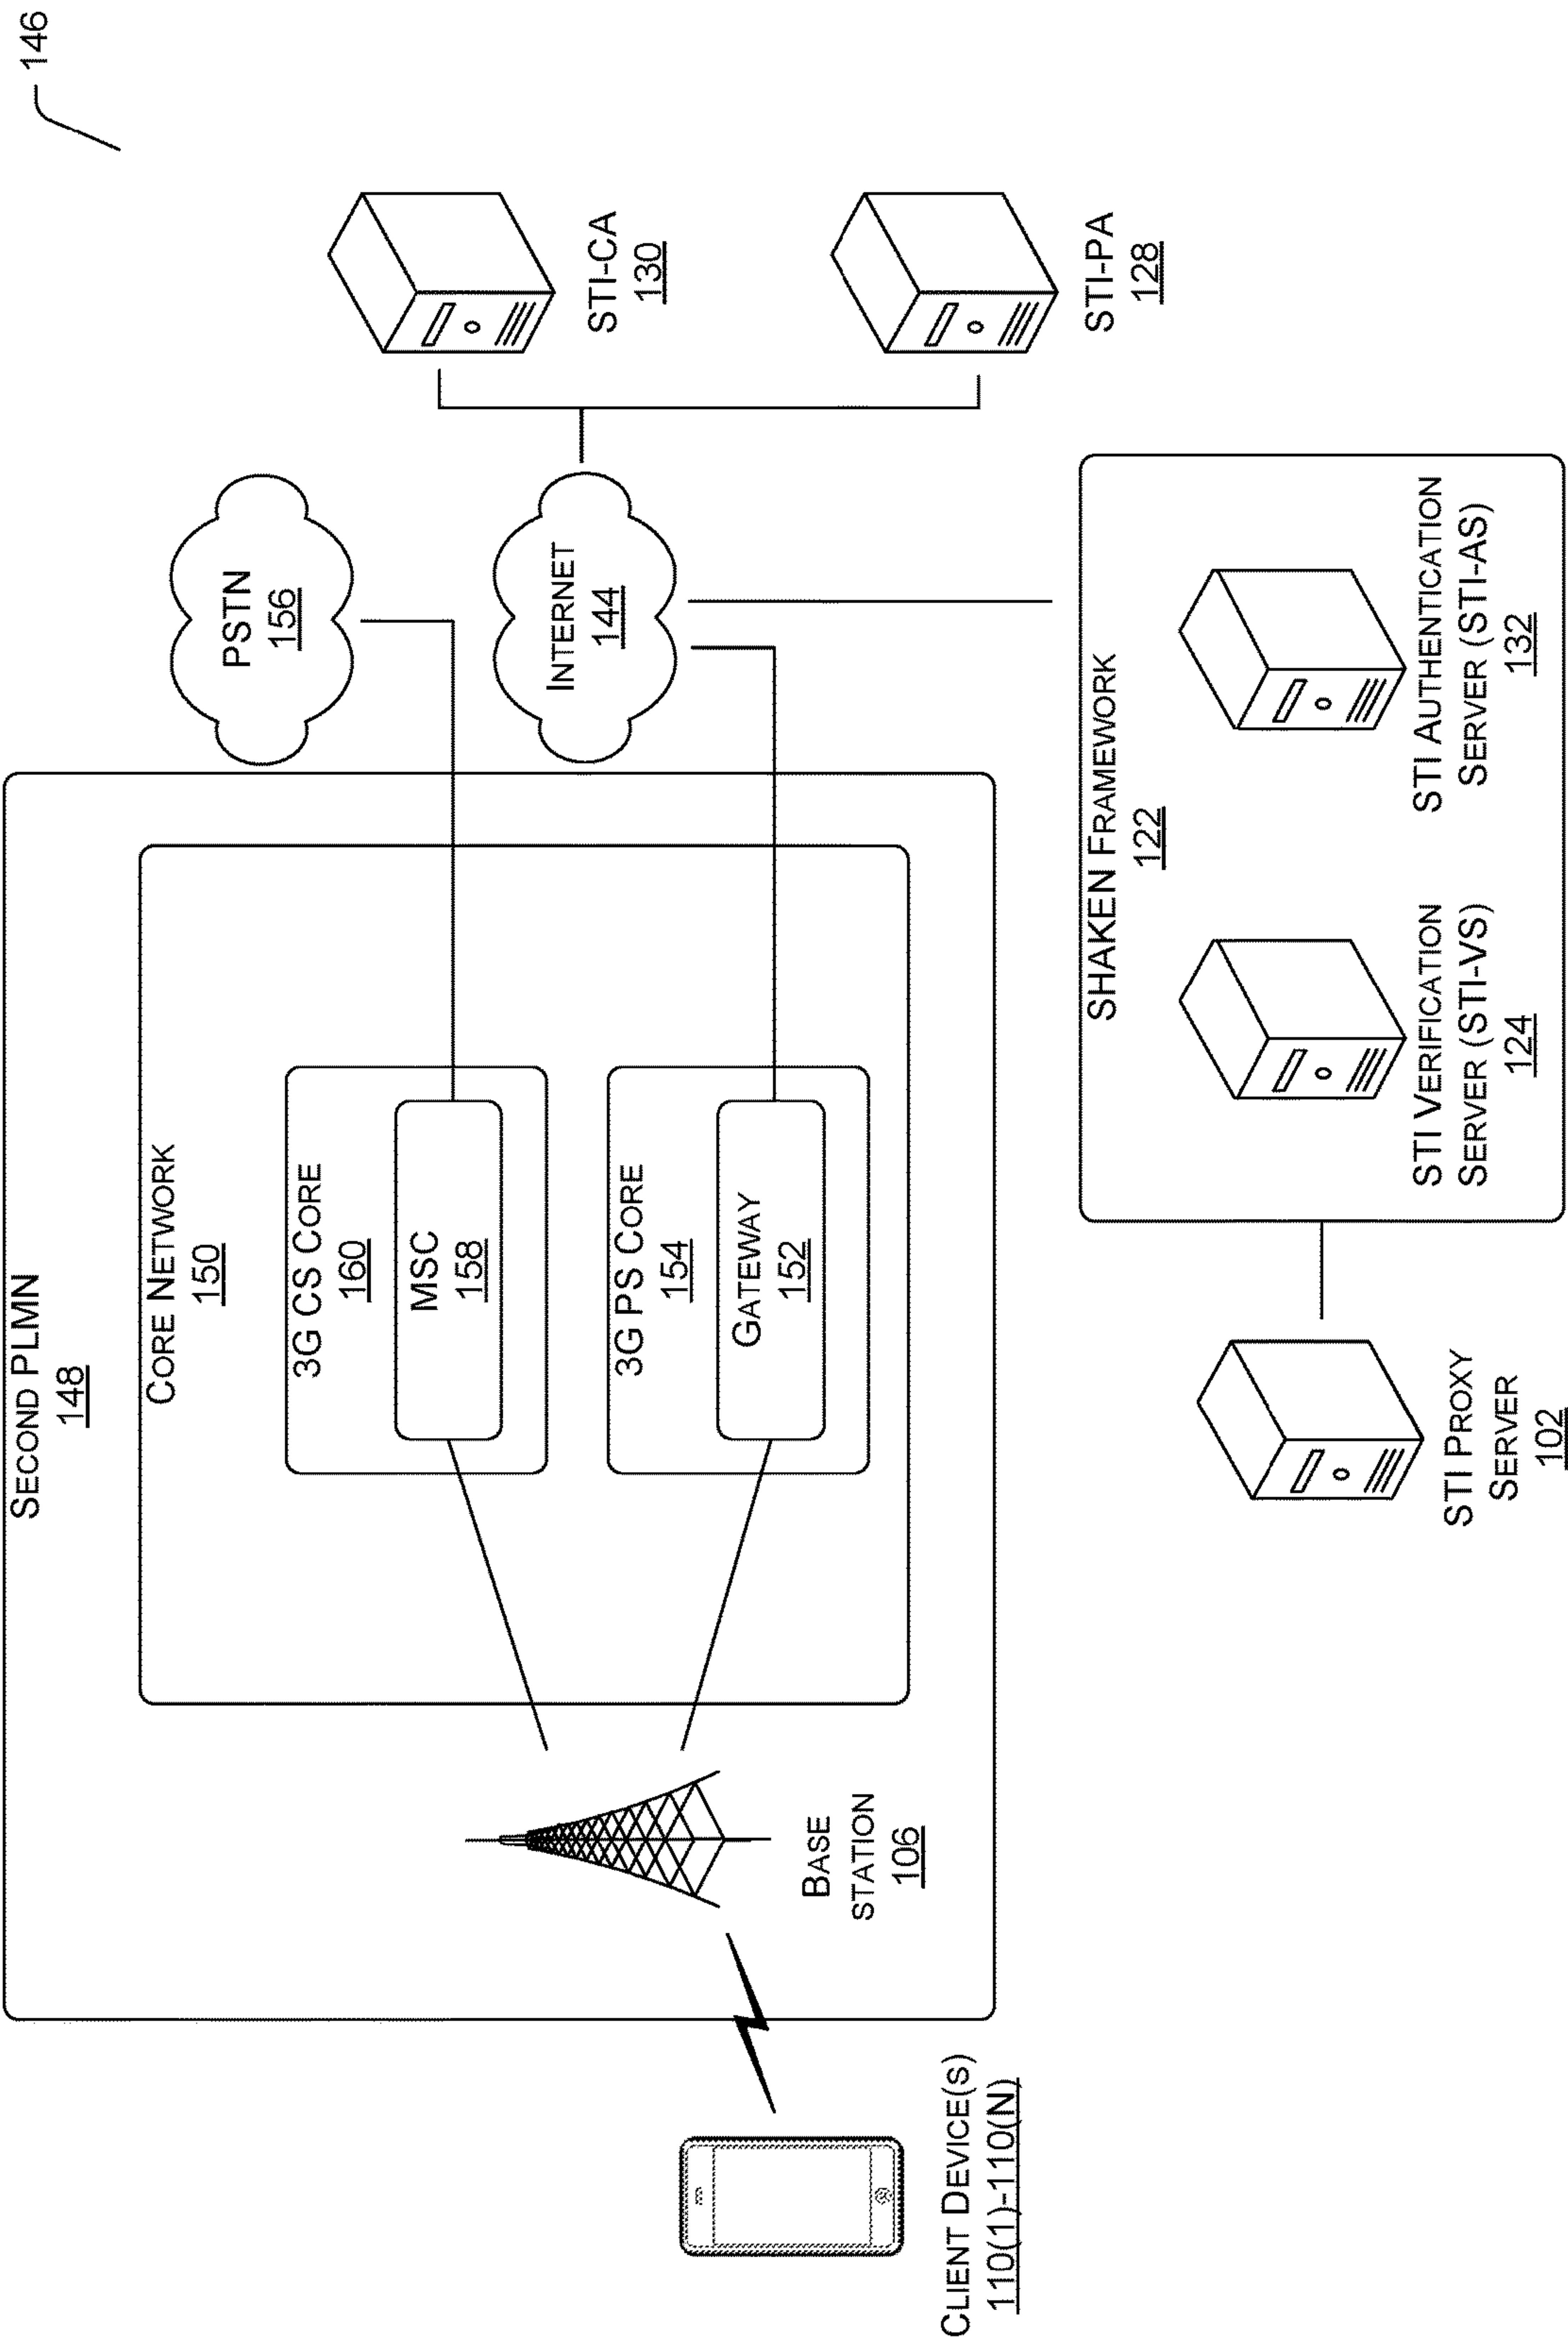 146
SECOND PLMN
148
CORE NETWORK
150
3G CS CORE
160
MSC
158
3G PS CORE
154
GATEWAY
152
BASE
STATION
106
CLIENT DEVICE(S)
110(1)-110(N)
PSTN
156
INTERNET
144
STI-CA
130
STI-PA
128
SHAKEN FRAMEWORK
122
STI VERIFICATION
SERVER (STI-VS)
124
STI AUTHENTICATION
SERVER (STI-AS)
132
STI PROXY
SERVER
102